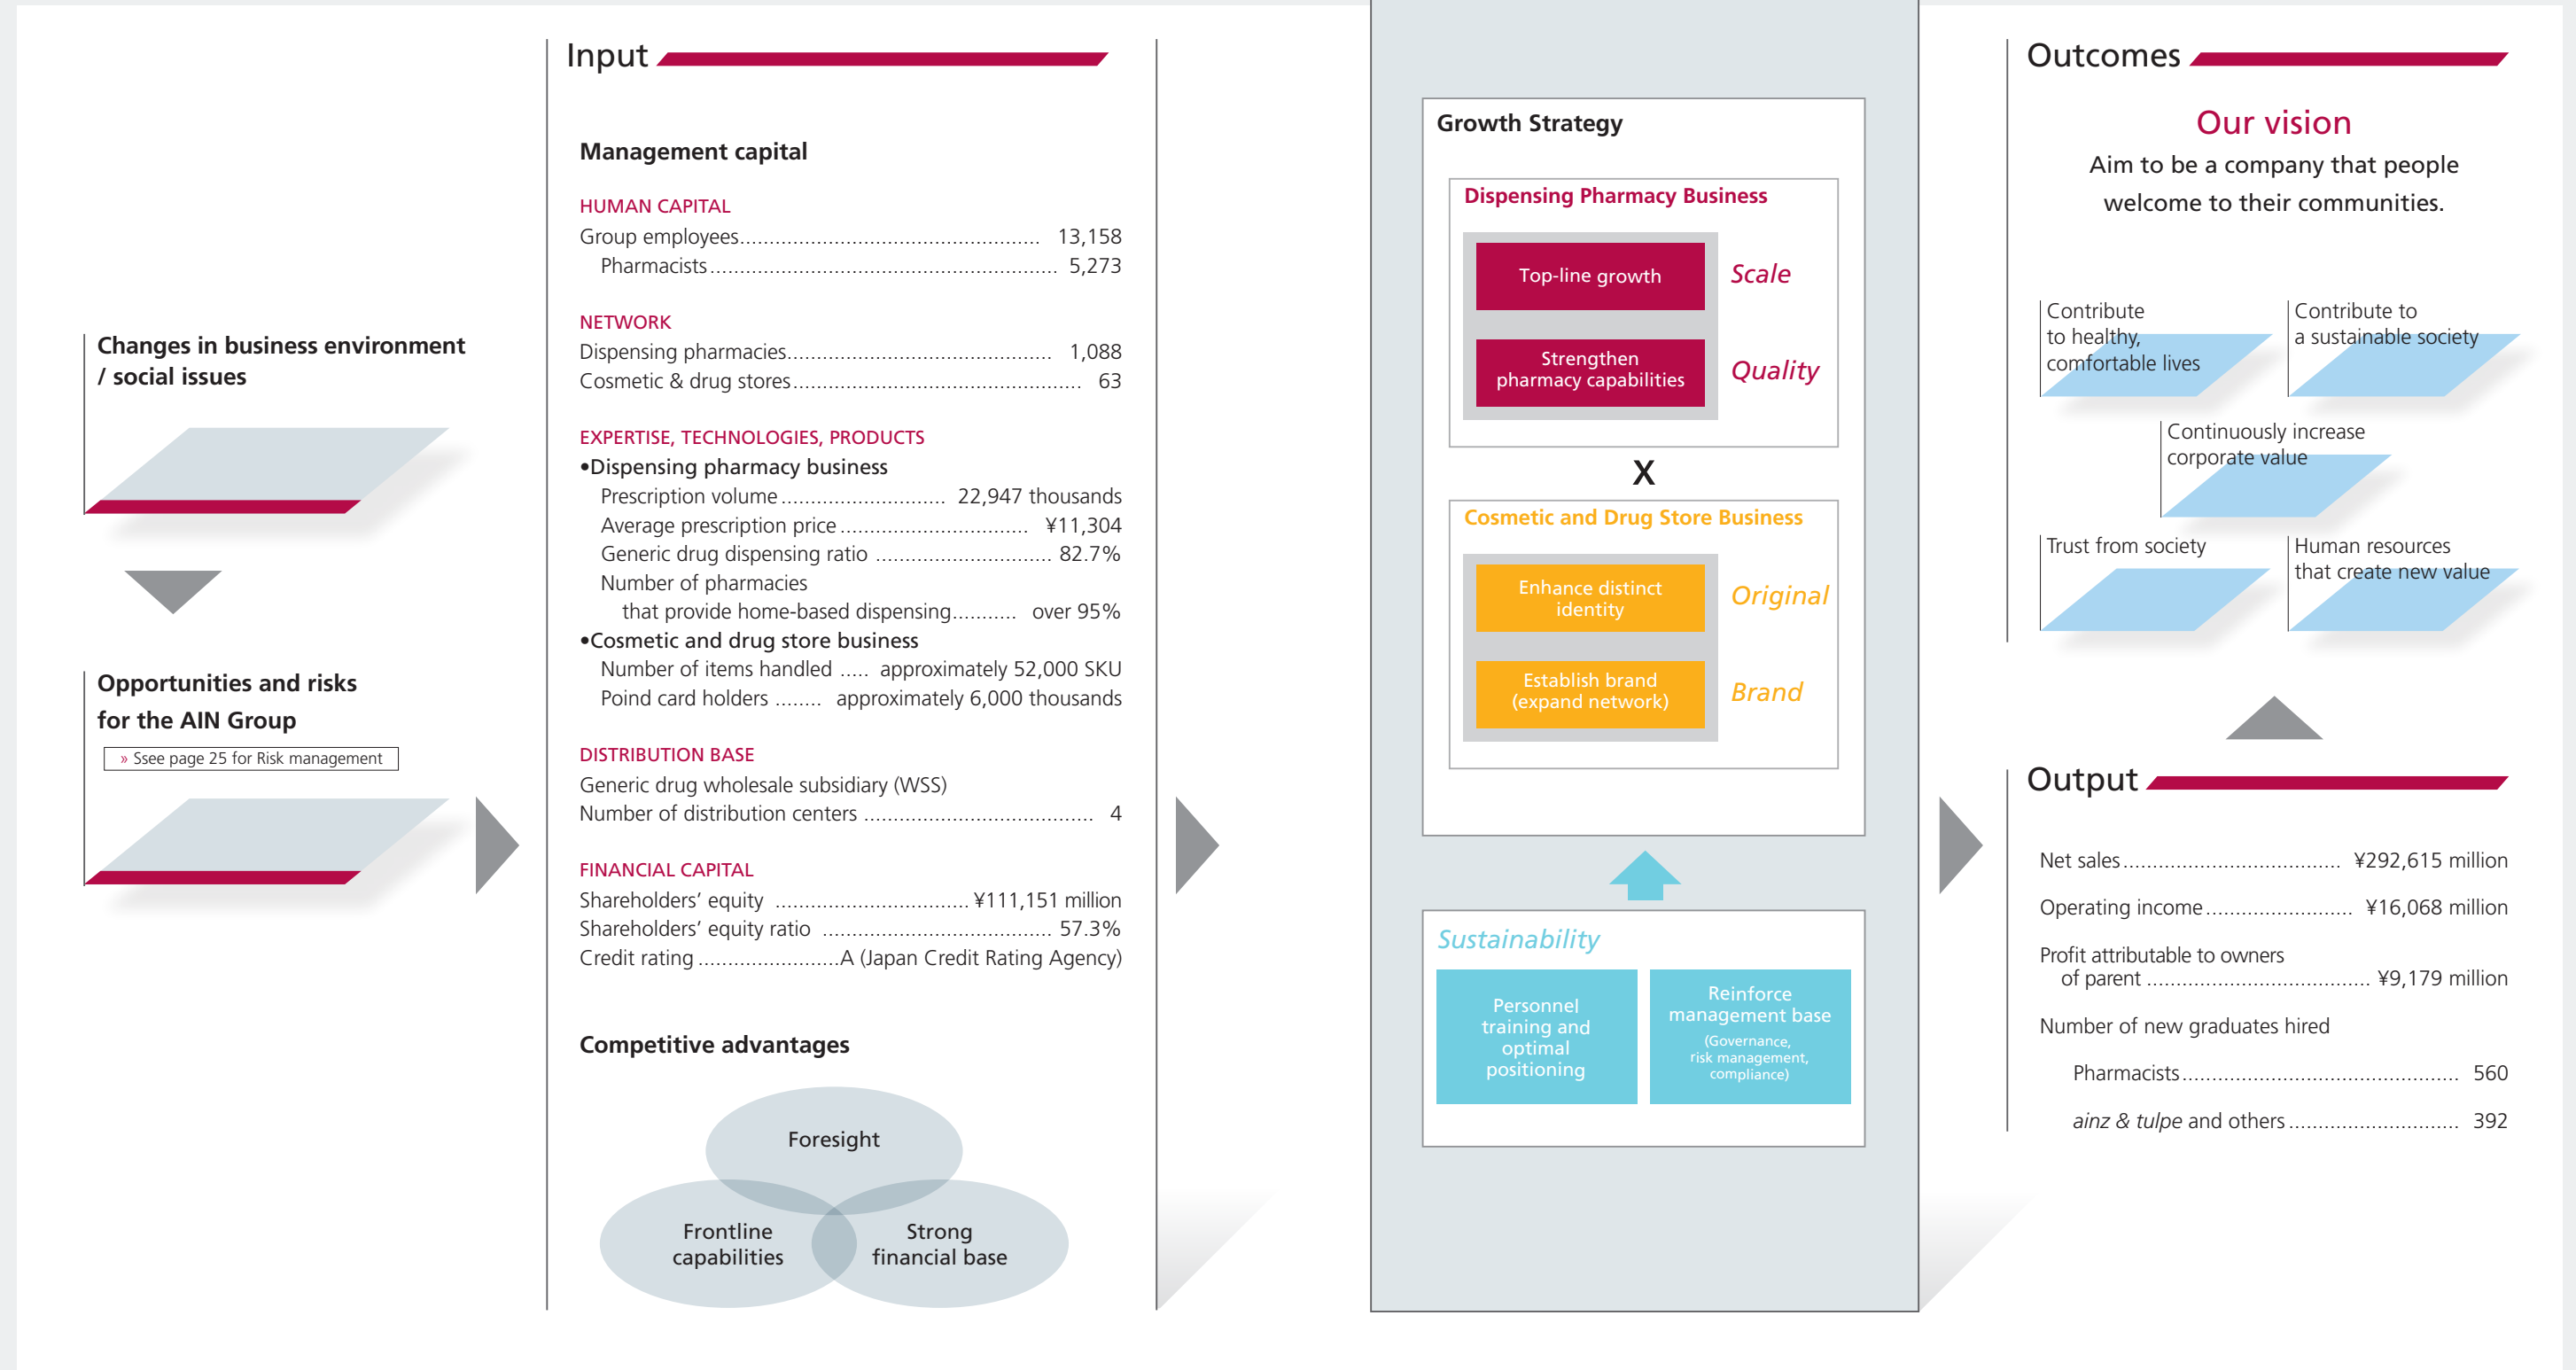 Changes in business environment
/ social issues
Opportunities and risks
for the AIN Group
» Ssee page 25 for Risk management
Input
Management capital
HUMAN CAPITAL
Group employees................................................... 13,158
Pharmacists........................................................... 5,273
NETWORK
Dispensing pharmacies............................................. 1,088
Cosmetic & drug stores................................................. 63
EXPERTISE, TECHNOLOGIES, PRODUCTS
•Dispensing pharmacy business
Prescription volume............................ 22,947 thousands
Average prescription price................................ ¥11,304
Generic drug dispensing ratio .............................. 82.7%
Number of pharmacies
that provide home-based dispensing........... over 95%
•Cosmetic and drug store business
Number of items handled ..... approximately 52,000 SKU
Poind card holders ........ approximately 6,000 thousands
DISTRIBUTION BASE
Generic drug wholesale subsidiary (WSS)
Number of distribution centers ....................................... 4
FINANCIAL CAPITAL
Shareholders’ equity ................................. ¥111,151 million
Shareholders’ equity ratio ....................................... 57.3%
Credit rating ........................A (Japan Credit Rating Agency)
Competitive advantages
Foresight
Frontline
capabilities
Strong
financial base
Growth Strategy
Dispensing Pharmacy Business
Top-line growth
Scale
Strengthen
pharmacy capabilities
Quality
X
Cosmetic and Drug Store Business
Enhance distinct
identity
Original
Establish brand
(expand network)
Brand
Sustainability
Personnel
training and
optimal
positioning
Reinforce
management base
(Governance,
risk management,
compliance)
Outcomes
Our vision
Aim to be a company that people
welcome to their communities.
Contribute
to healthy,
comfortable lives
Contribute to
a sustainable society
Continuously increase
corporate value
Trust from society
Human resources
that create new value
Output
Net sales..................................... ¥292,615 million
Operating income......................... ¥16,068 million
Profit attributable to owners
of parent ...................................... ¥9,179 million
Number of new graduates hired
Pharmacists............................................... 560
ainz & tulpe and others............................. 392